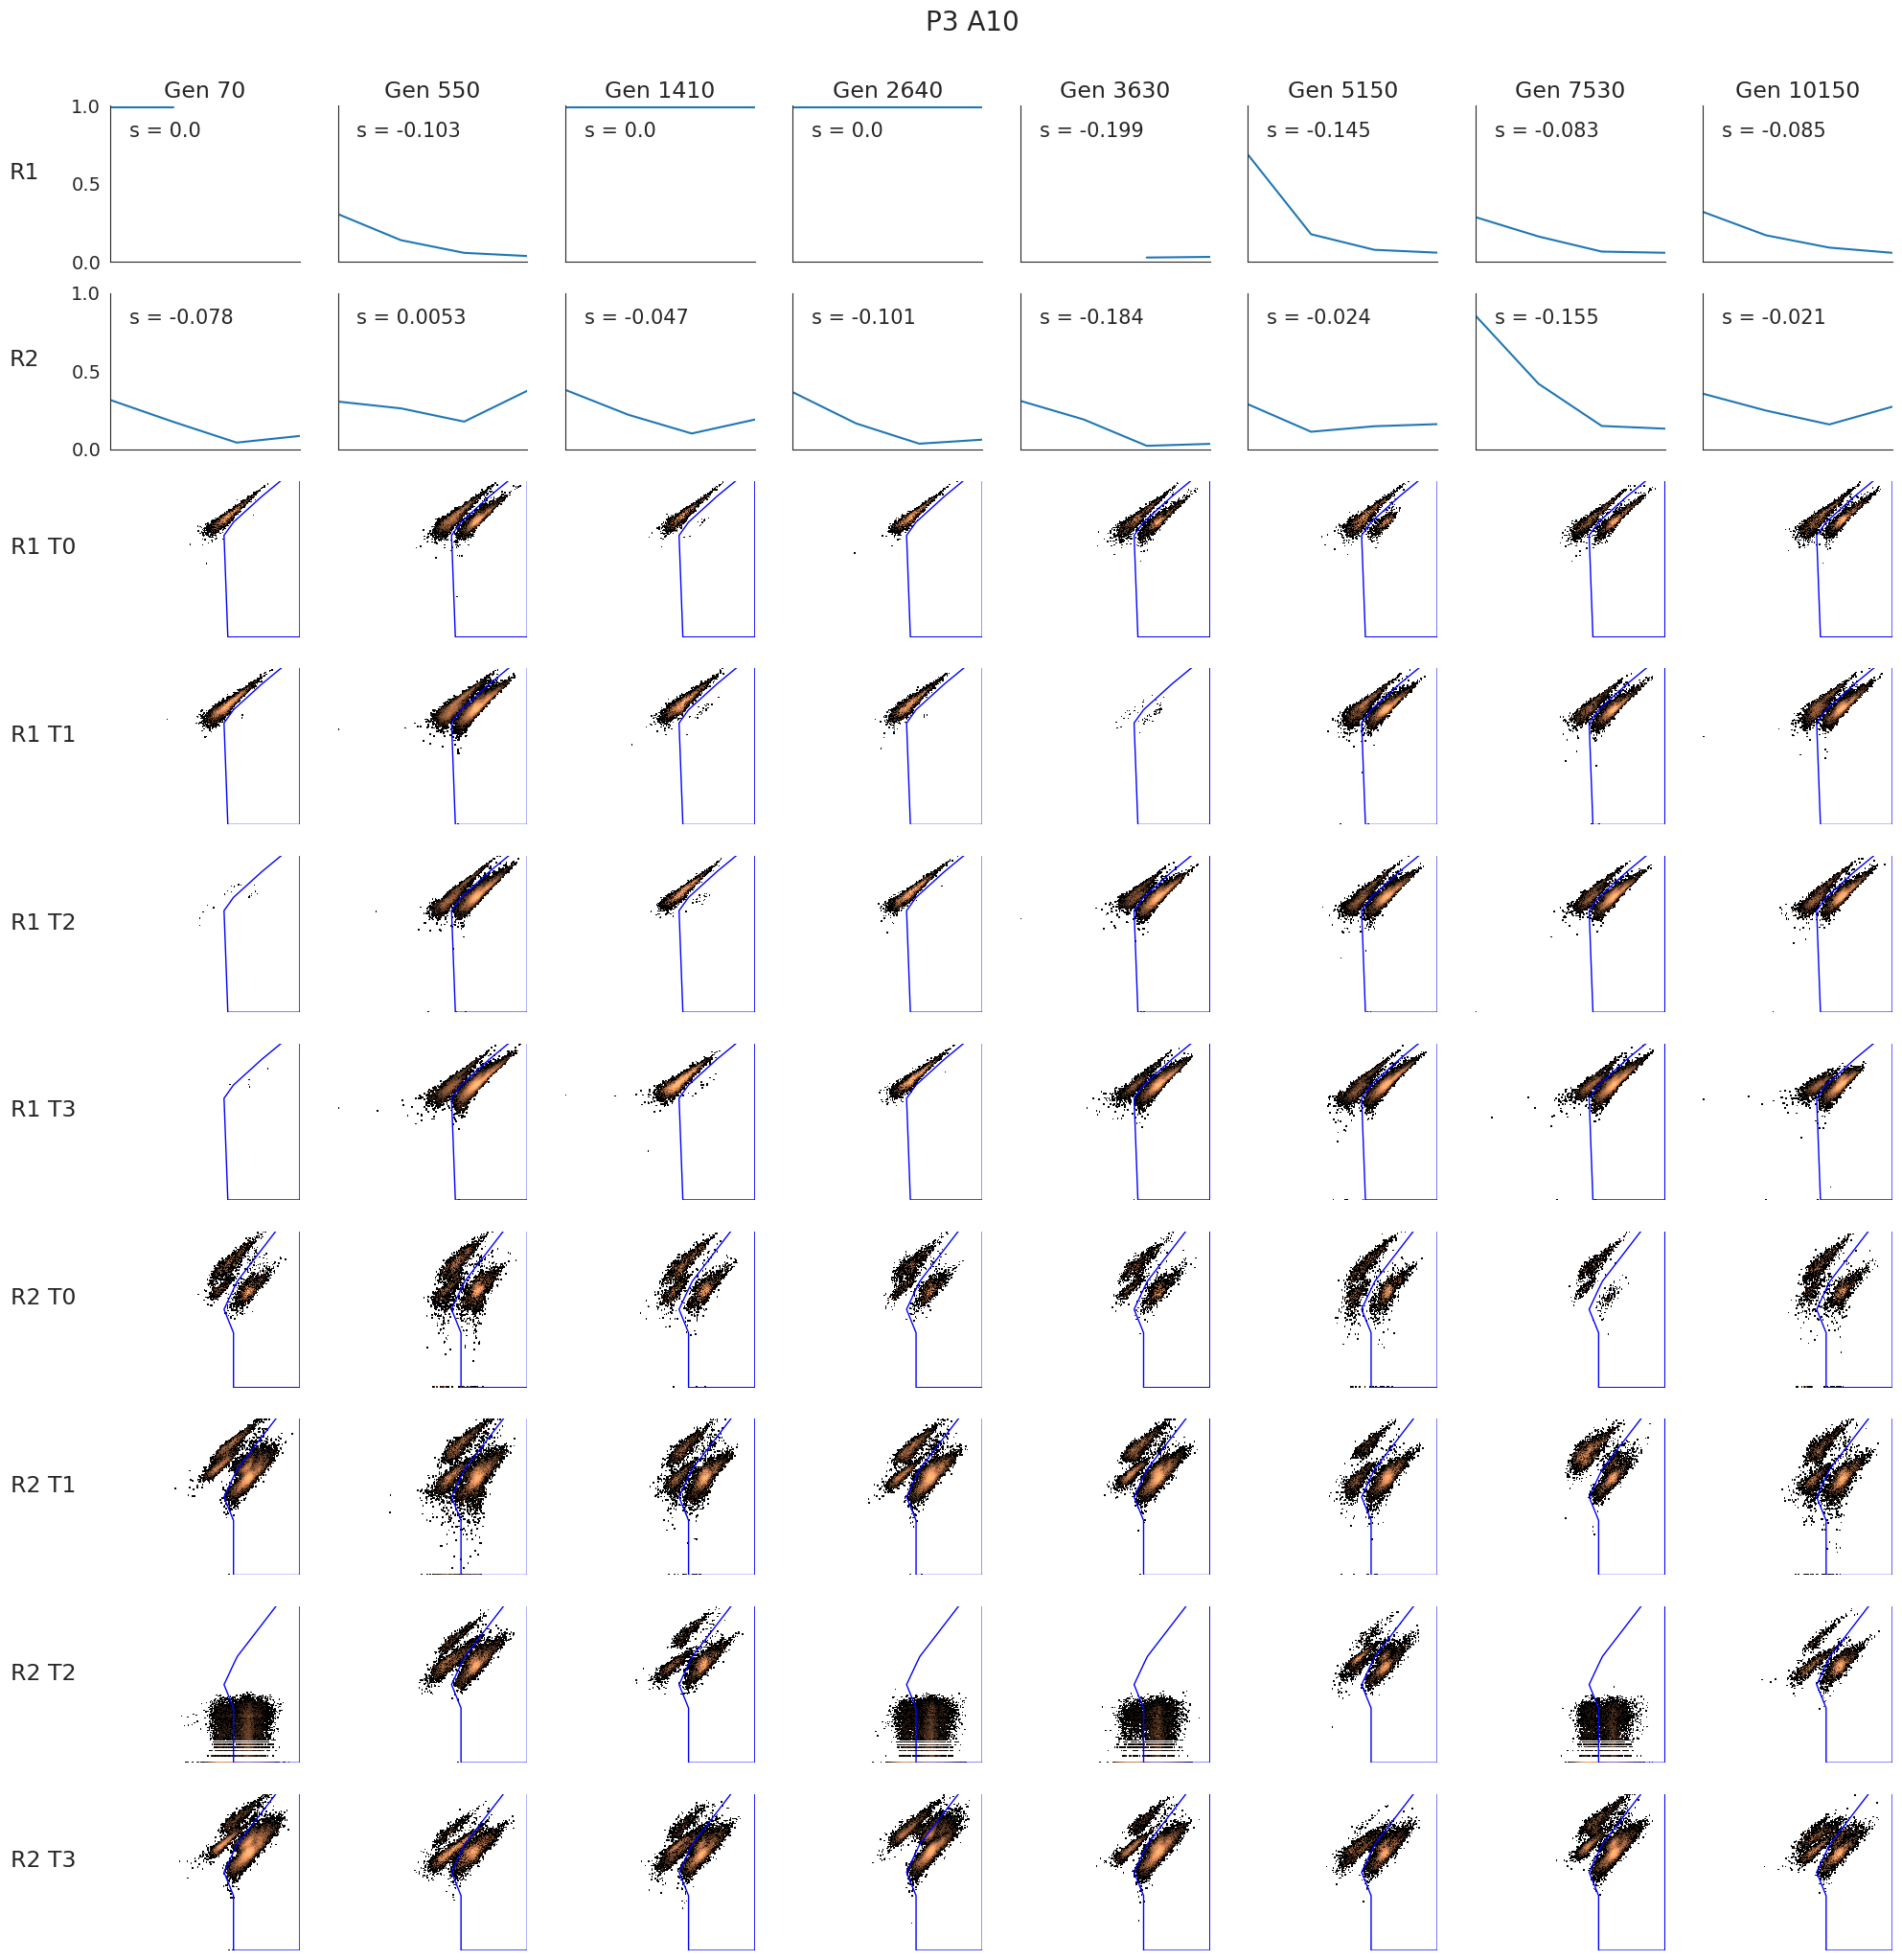 P3 A10
Gen 70 Gen 550 Gen 1410 Gen 2640 Gen 3630 Gen 5150 Gen 7530 Gen 10150
1.0
s = 0.0 s = -0.103 s = 0.0 s = 0.0 s = -0.199 s = -0.145 s = -0.083 s = -0.085
R1
0.5
0.0
1.0
s = -0.078 s = 0.0053 s = -0.047 s = -0.101 s = -0.184 s = -0.024 s = -0.155 s = -0.021
R2
0.5
0.0
R1 T0
R1 T1
R1 T2
R1 T3
R2 T0
R2 T1
R2 T2
R2 T3